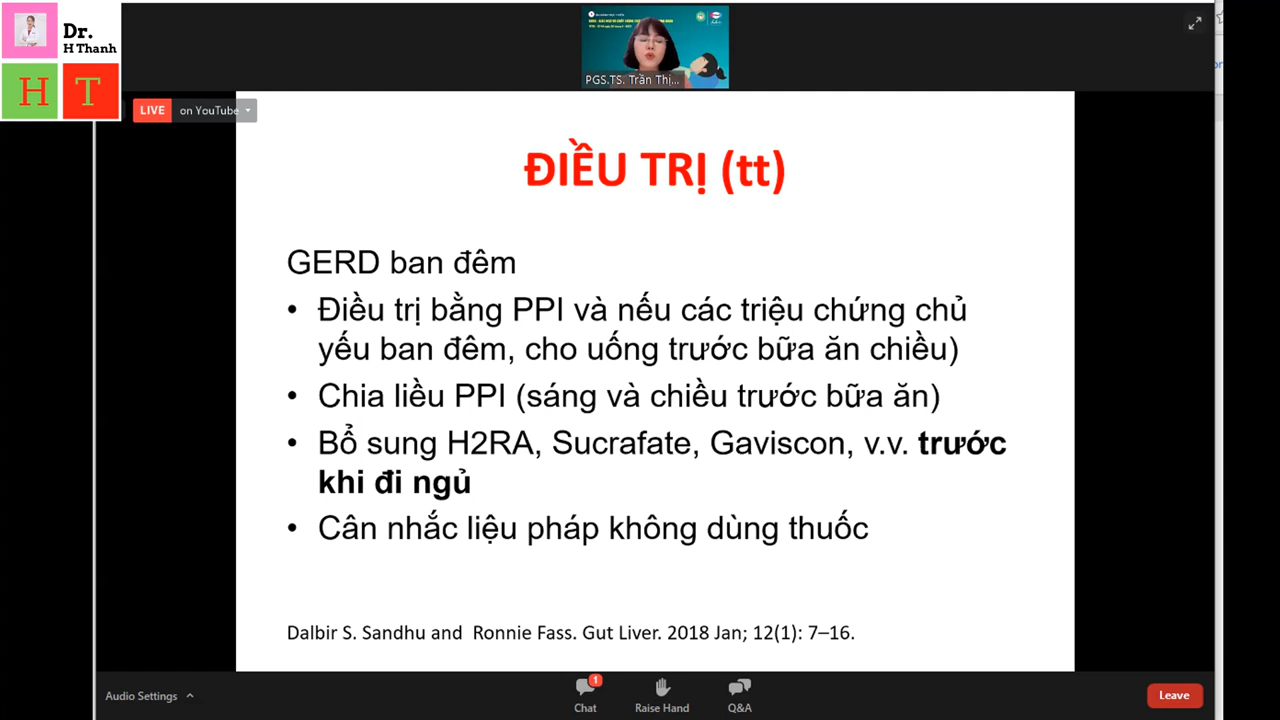 Dr.
H Thanh
H T
PGS.TS. Trần Thị...
LIVE on YouTube
ĐIỀU TRỊ (tt)
GERD ban đêm
• Điều trị bằng PPI và nếu các triệu chứng chủ
yếu ban đêm, cho uống trước bữa ăn chiều)
• Chia liều PPI (sáng và chiều trước bữa ăn)
• Bổ sung H2RA, Sucrafate, Gaviscon, v.v. trước
khi đi ngủ
• Cân nhắc liệu pháp không dùng thuốc
Dalbir S. Sandhu and Ronnie Fass. Gut Liver. 2018 Jan; 12(1): 7–16.
Audio Settings
1
Chat
Raise Hand
Q&A
Leave